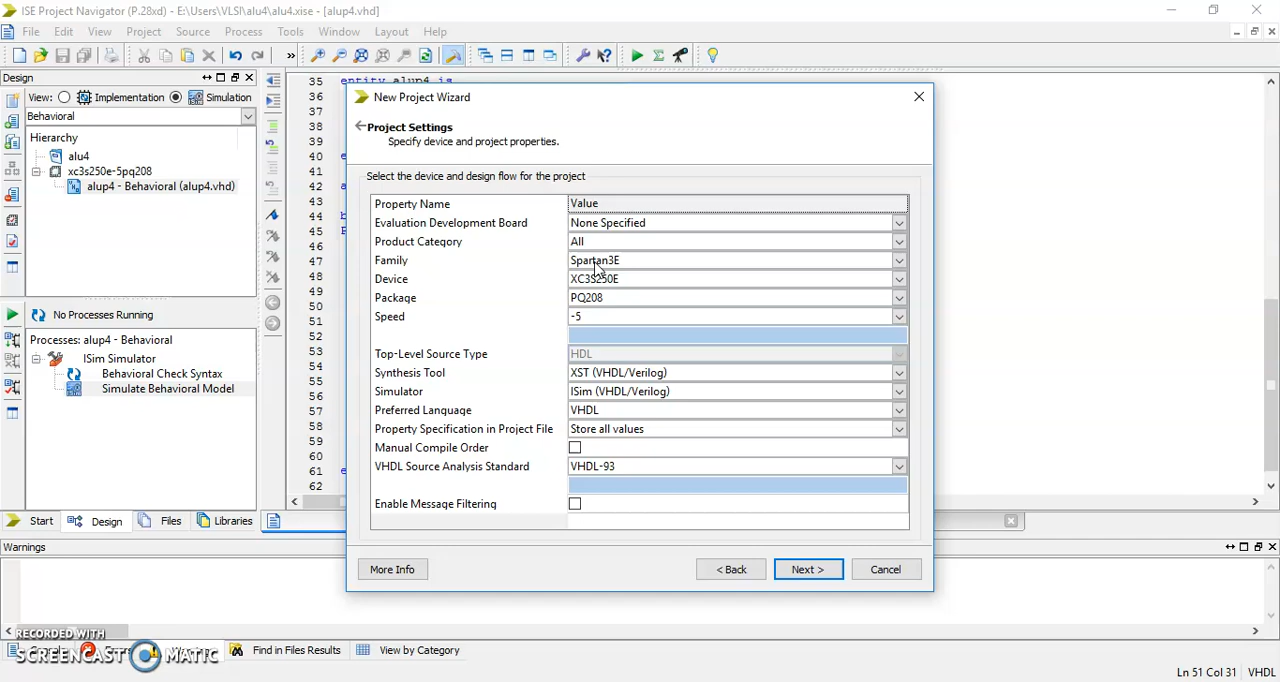 ISE Project Navigator (P.28xd) - E:\Users\VLSI\alu4\alu4.xise - [alup4.vhd]
File Edit View Project Source Process Tools Window Layout Help
Design
View: Implementation Simulation
Behavioral
Hierarchy
alu4
xc3s250e-5pq208
alup4 - Behavioral (alup4.vhd)
No Processes Running
Processes: alup4 - Behavioral
ISim Simulator
Behavioral Check Syntax
Simulate Behavioral Model
Start Design Files Libraries
35 entity alup4 is
36
37
38
39
40
41
42
43
44
45
46
47
48
49
50
51
52
53
54
55
56
57
58
59
60
61
62
New Project Wizard
Project Settings
Specify device and project properties.
Select the device and design flow for the project
Property Name Value
Evaluation Development Board None Specified
Product Category All
Family Spartan3E
Device XC3S250E
Package PQ208
Speed -5
Top-Level Source Type HDL
Synthesis Tool XST (VHDL/Verilog)
Simulator ISim (VHDL/Verilog)
Preferred Language VHDL
Property Specification in Project File Store all values
Manual Compile Order
VHDL Source Analysis Standard VHDL-93
Enable Message Filtering
More Info < Back Next > Cancel
Warnings
RECORDED WITH
SCREENCAST MATIC
Find in Files Results View by Category
Ln 51 Col 31 VHDL